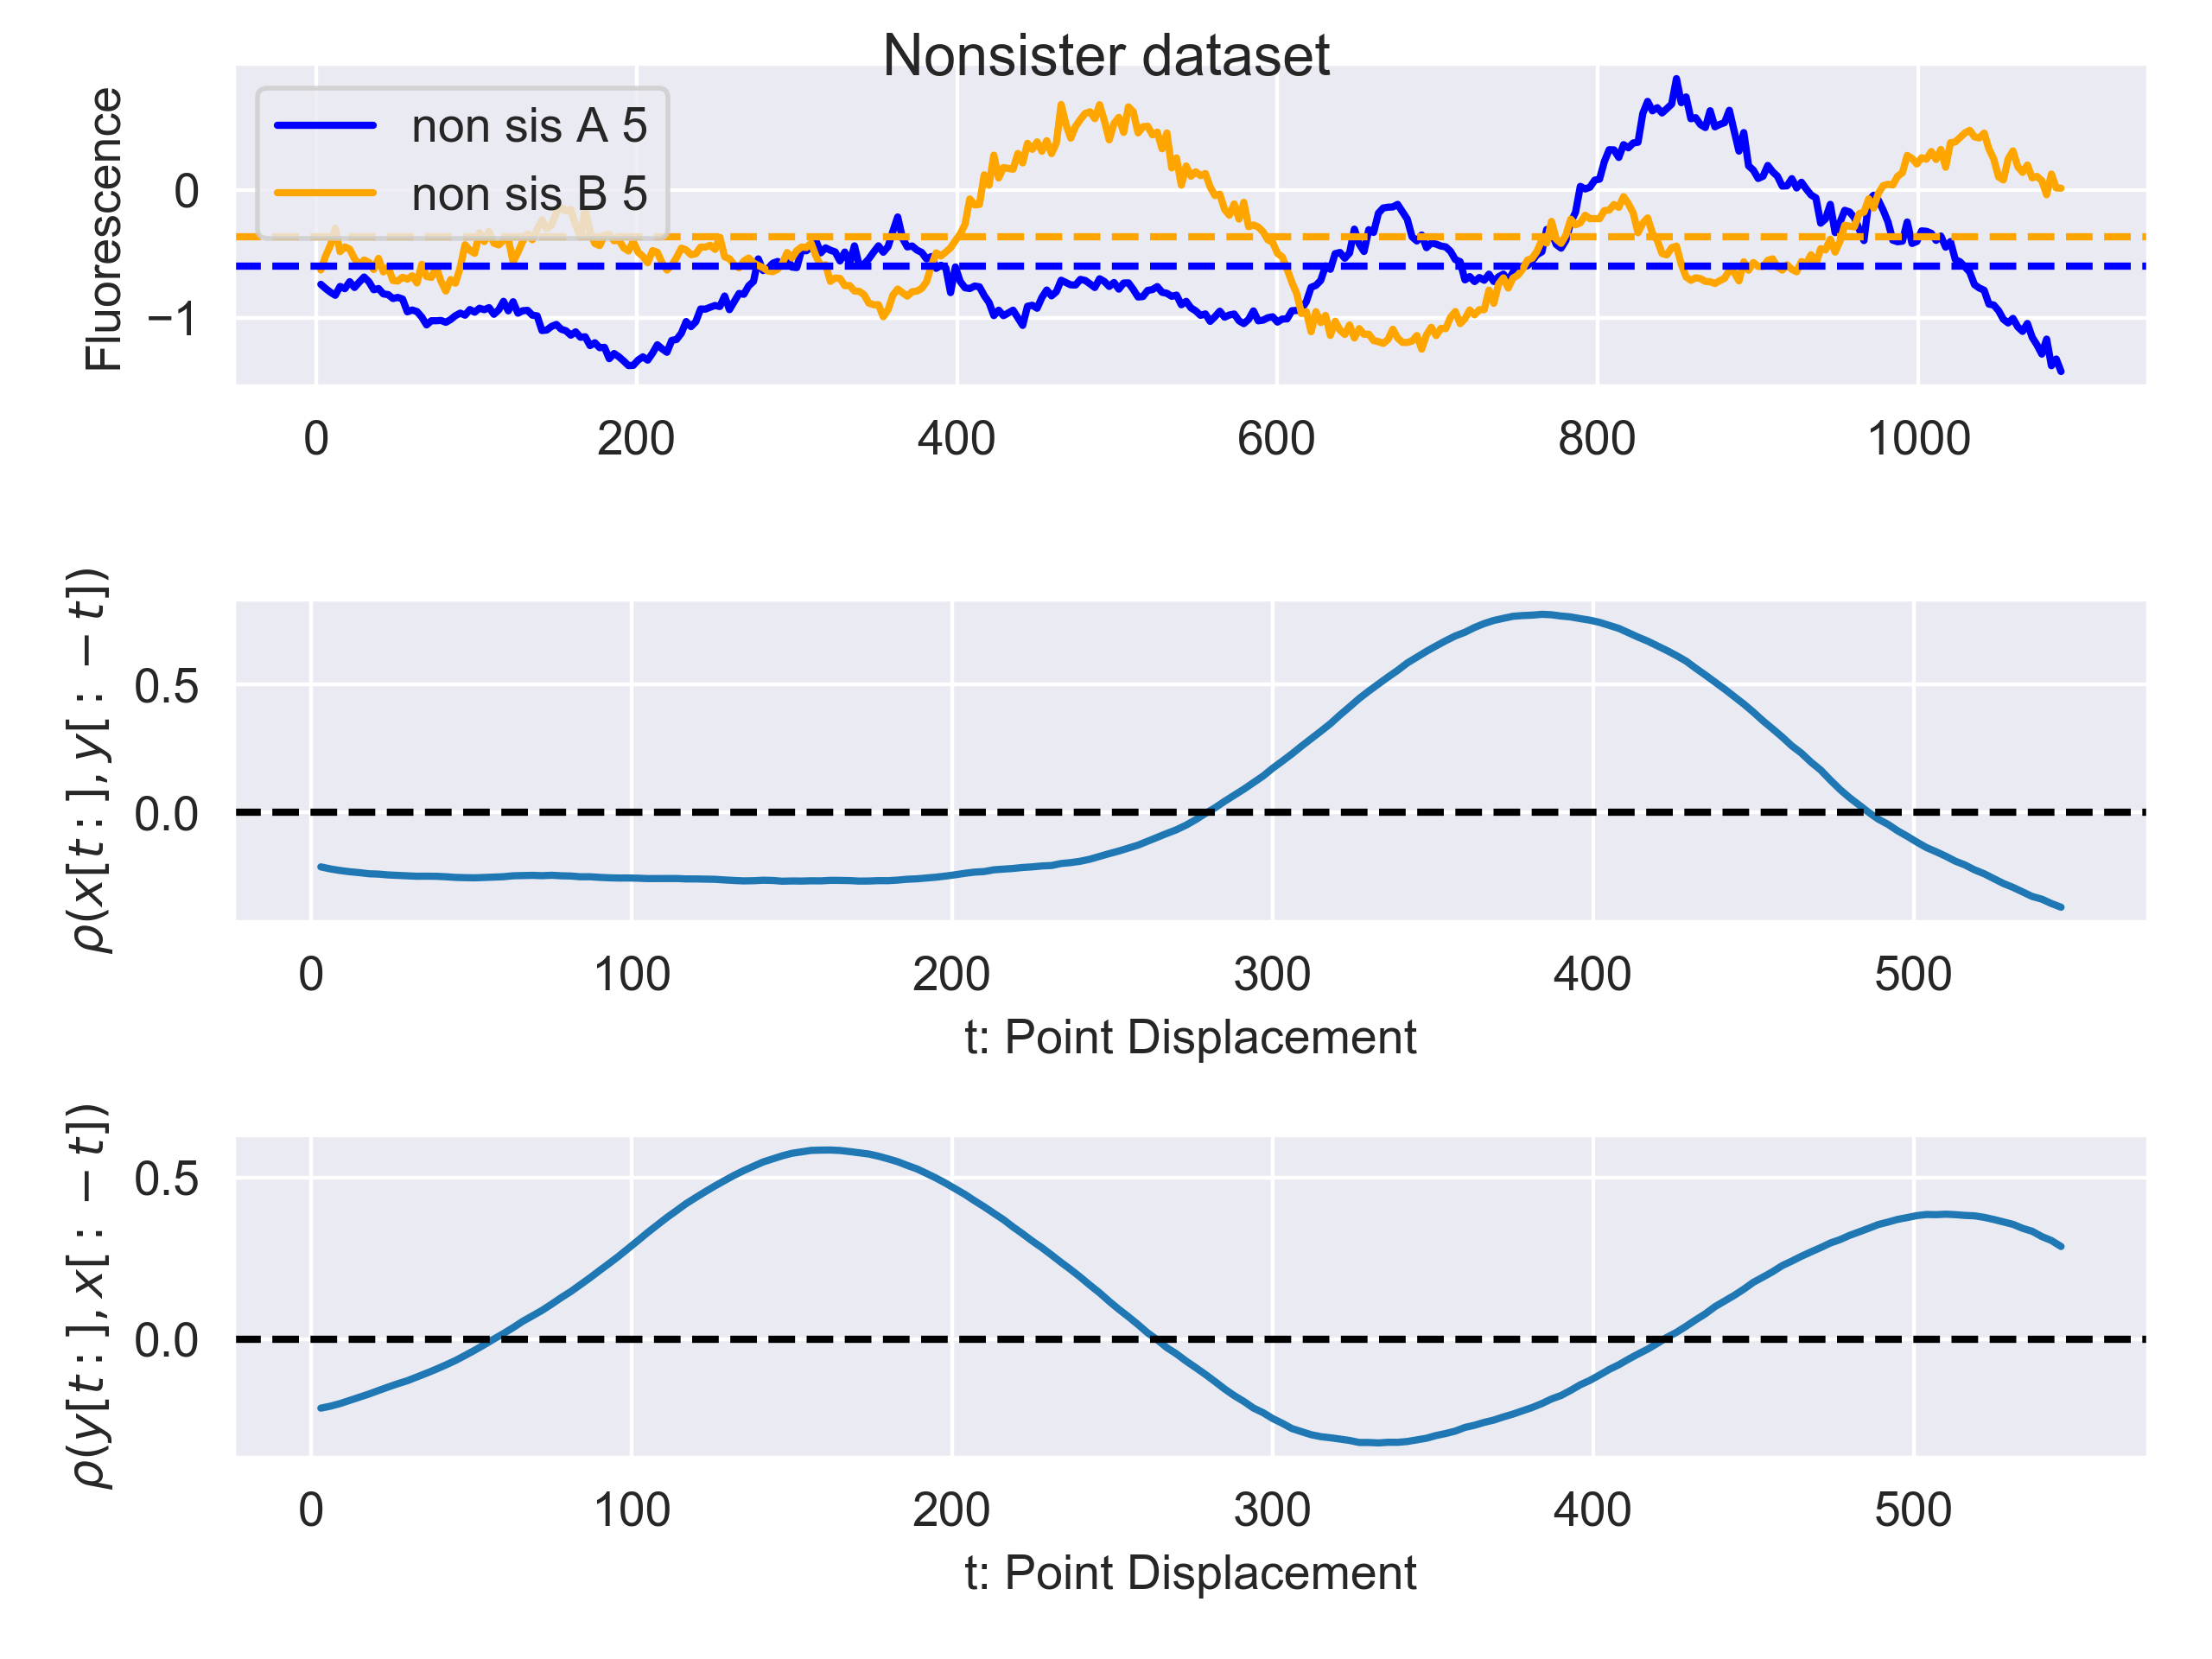 Nonsister dataset
Fluorescence
non sis A 5
non sis B 5
0
−1
0 200 400 600 800 1000
ρ(x[t:], y[: − t])
0.5
0.0
0 100 200 300 400 500
t: Point Displacement
ρ(y[t:], x[: − t])
0.5
0.0
0 100 200 300 400 500
t: Point Displacement